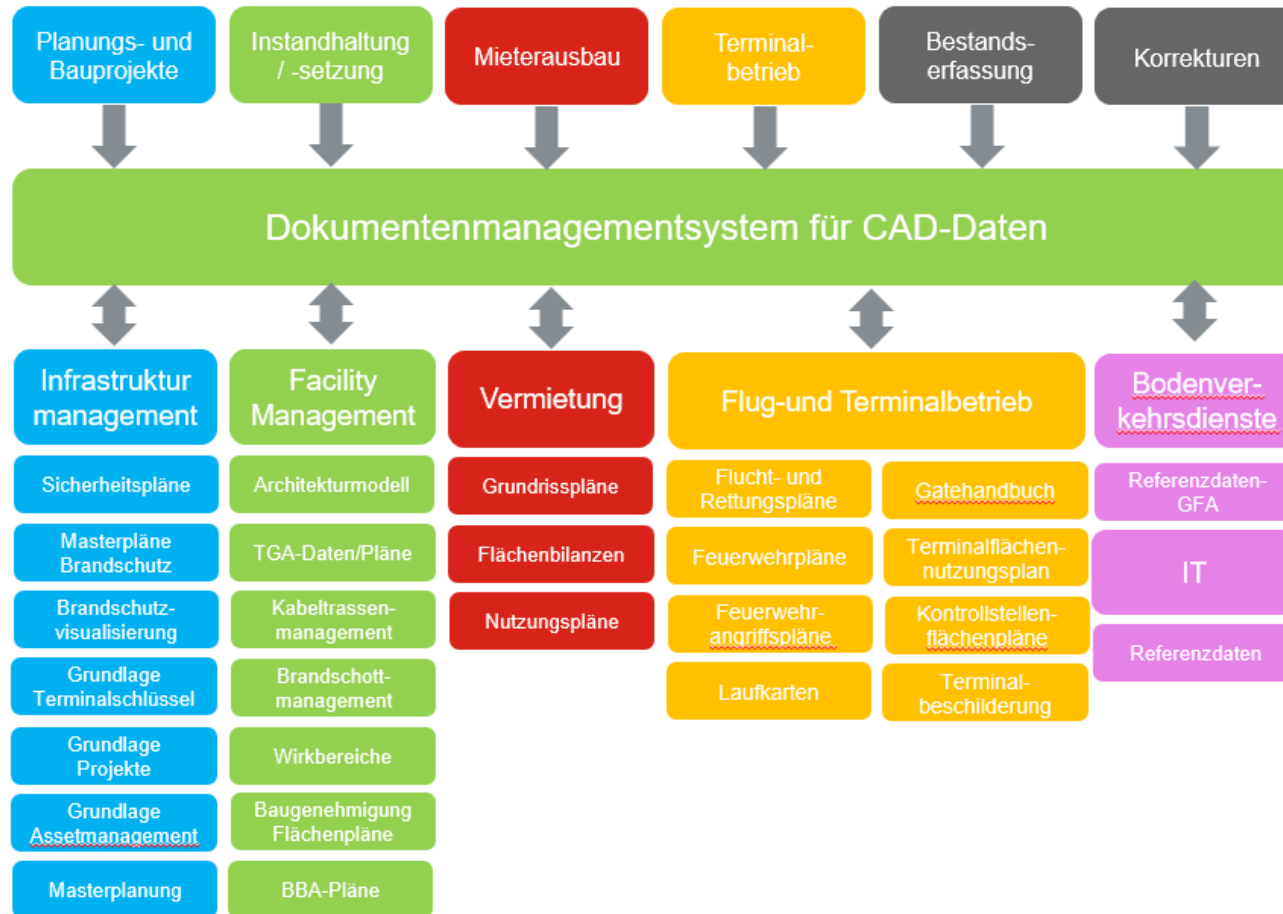 Planungs- und
Bauprojekte
Instandhaltung
/ -setzung
Mieterausbau
Terminal-
betrieb
Bestands-
erfassung
Korrekturen
Dokumentenmanagementsystem für CAD-Daten
Infrastruktur
management
Facility
Management
Vermietung
Flug-und Terminalbetrieb
Bodenver-
kehrsdienste
Sicherheitspläne
Masterpläne
Brandschutz
Brandschutz-
visualisierung
Grundlage
Terminalschlüssel
Grundlage
Projekte
Grundlage
Assetmanagement
Masterplanung
Architekturmodell
TGA-Daten/Pläne
Kabeltrassen-
management
Brandschott-
management
Wirkbereiche
Baugenehmigung
Flächenpläne
BBA-Pläne
Grundrisspläne
Flächenbilanzen
Nutzungspläne
Flucht- und
Rettungspläne
Feuerwehrpläne
Feuerwehr-
angriffspläne
Laufkarten
Gatehandbuch
Terminalflächen-
nutzungsplan
Kontrollstellen-
flächenpläne
Terminal-
beschilderung
Referenzdaten-
GFA
IT
Referenzdaten